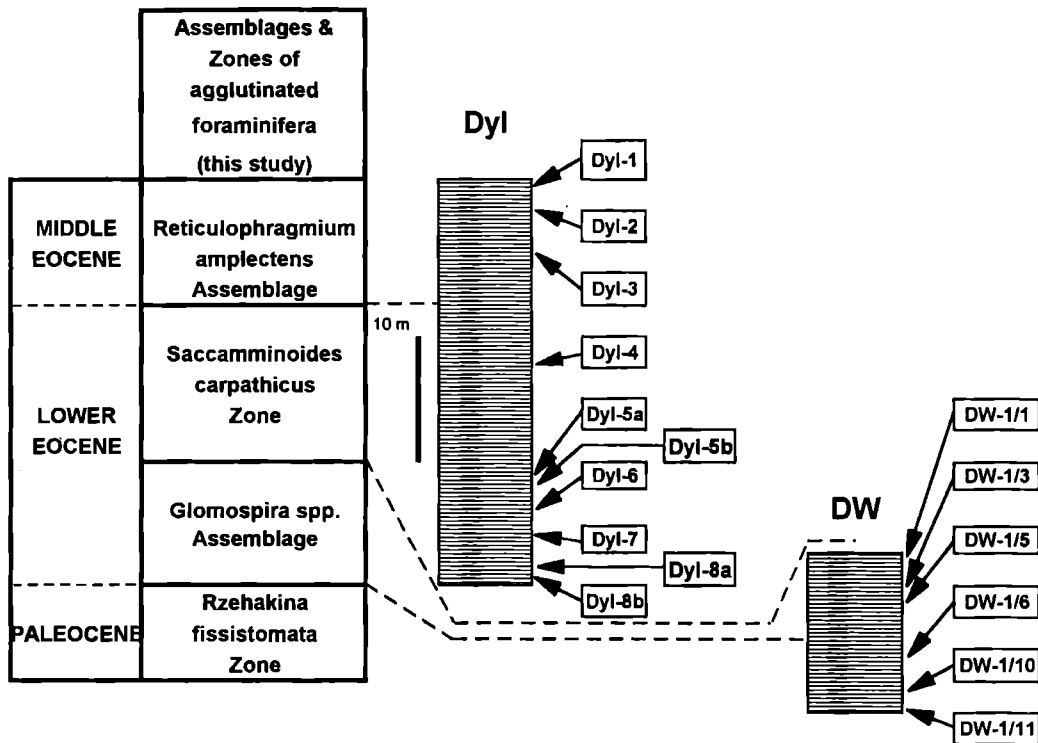 Assemblages &
Zones of
agglutinated
foraminifera
(this study)
MIDDLE
EOCENE
Reticulophragmium
amplectens
Assemblage
LOWER
EOCENE
Saccamminoides
carpathicus
Zone
Glomospira spp.
Assemblage
PALEOCENE
Rzehakina
fissistomata
Zone
10 m
Dyl
Dyl-1
Dyl-2
Dyl-3
Dyl-4
Dyl-5a
Dyl-5b
Dyl-6
Dyl-7
Dyl-8a
Dyl-8b
DW
DW-1/1
DW-1/3
DW-1/5
DW-1/6
DW-1/10
DW-1/11